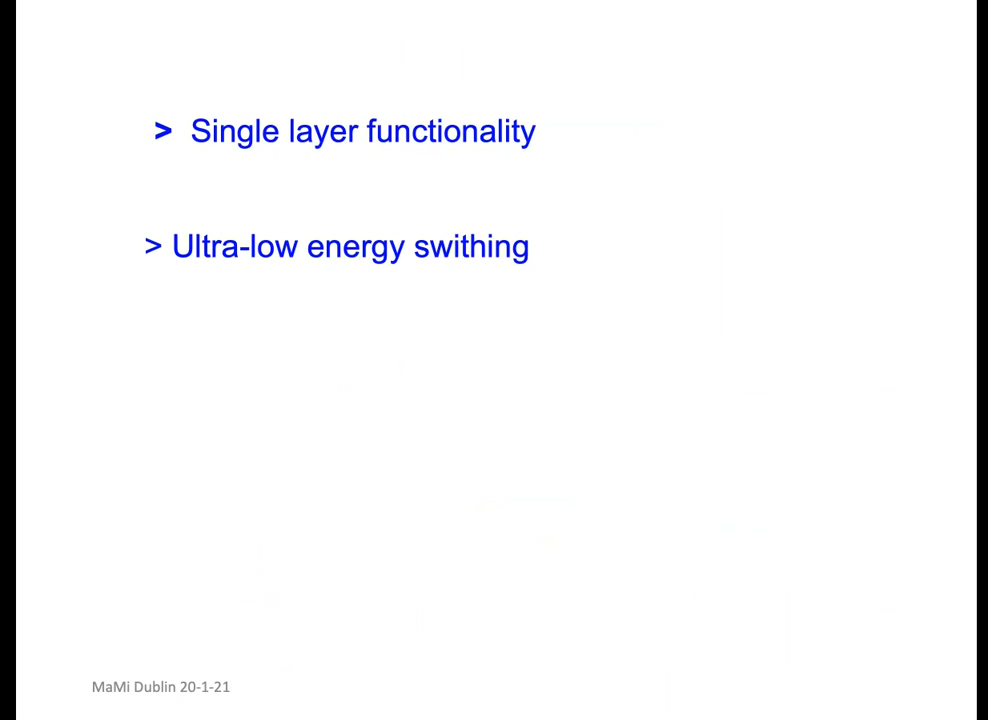 > Single layer functionality
> Ultra-low energy swithing
MaMi Dublin 20-1-21